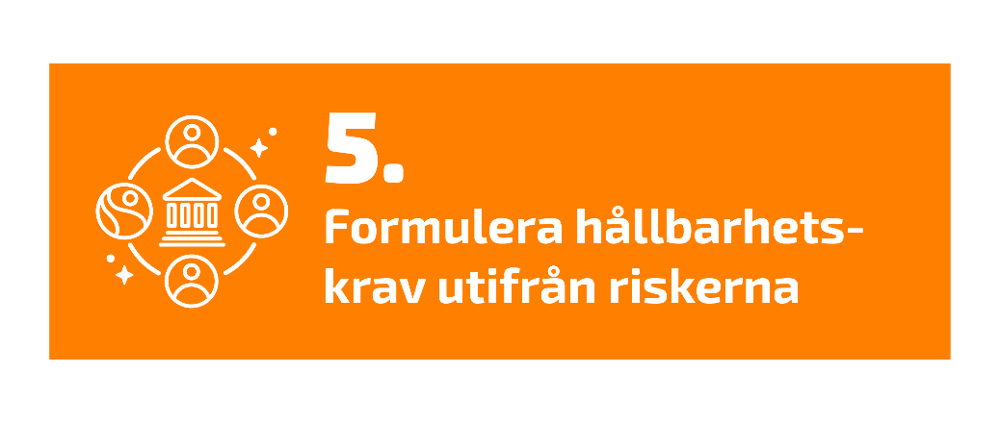 5.
Formulera hållbarhets-
krav utifrån riskerna